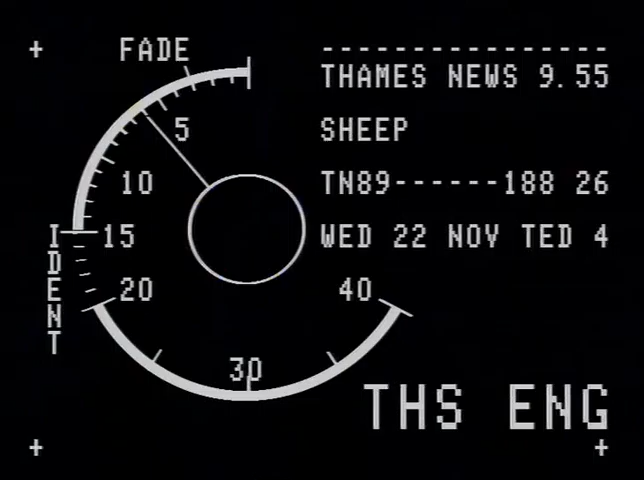 FADE
----------------
THAMES NEWS 9.55
5
SHEEP
10
TN89------188 26
IDENT
15
WED 22 NOV TED 4
20
40
30
THS ENG